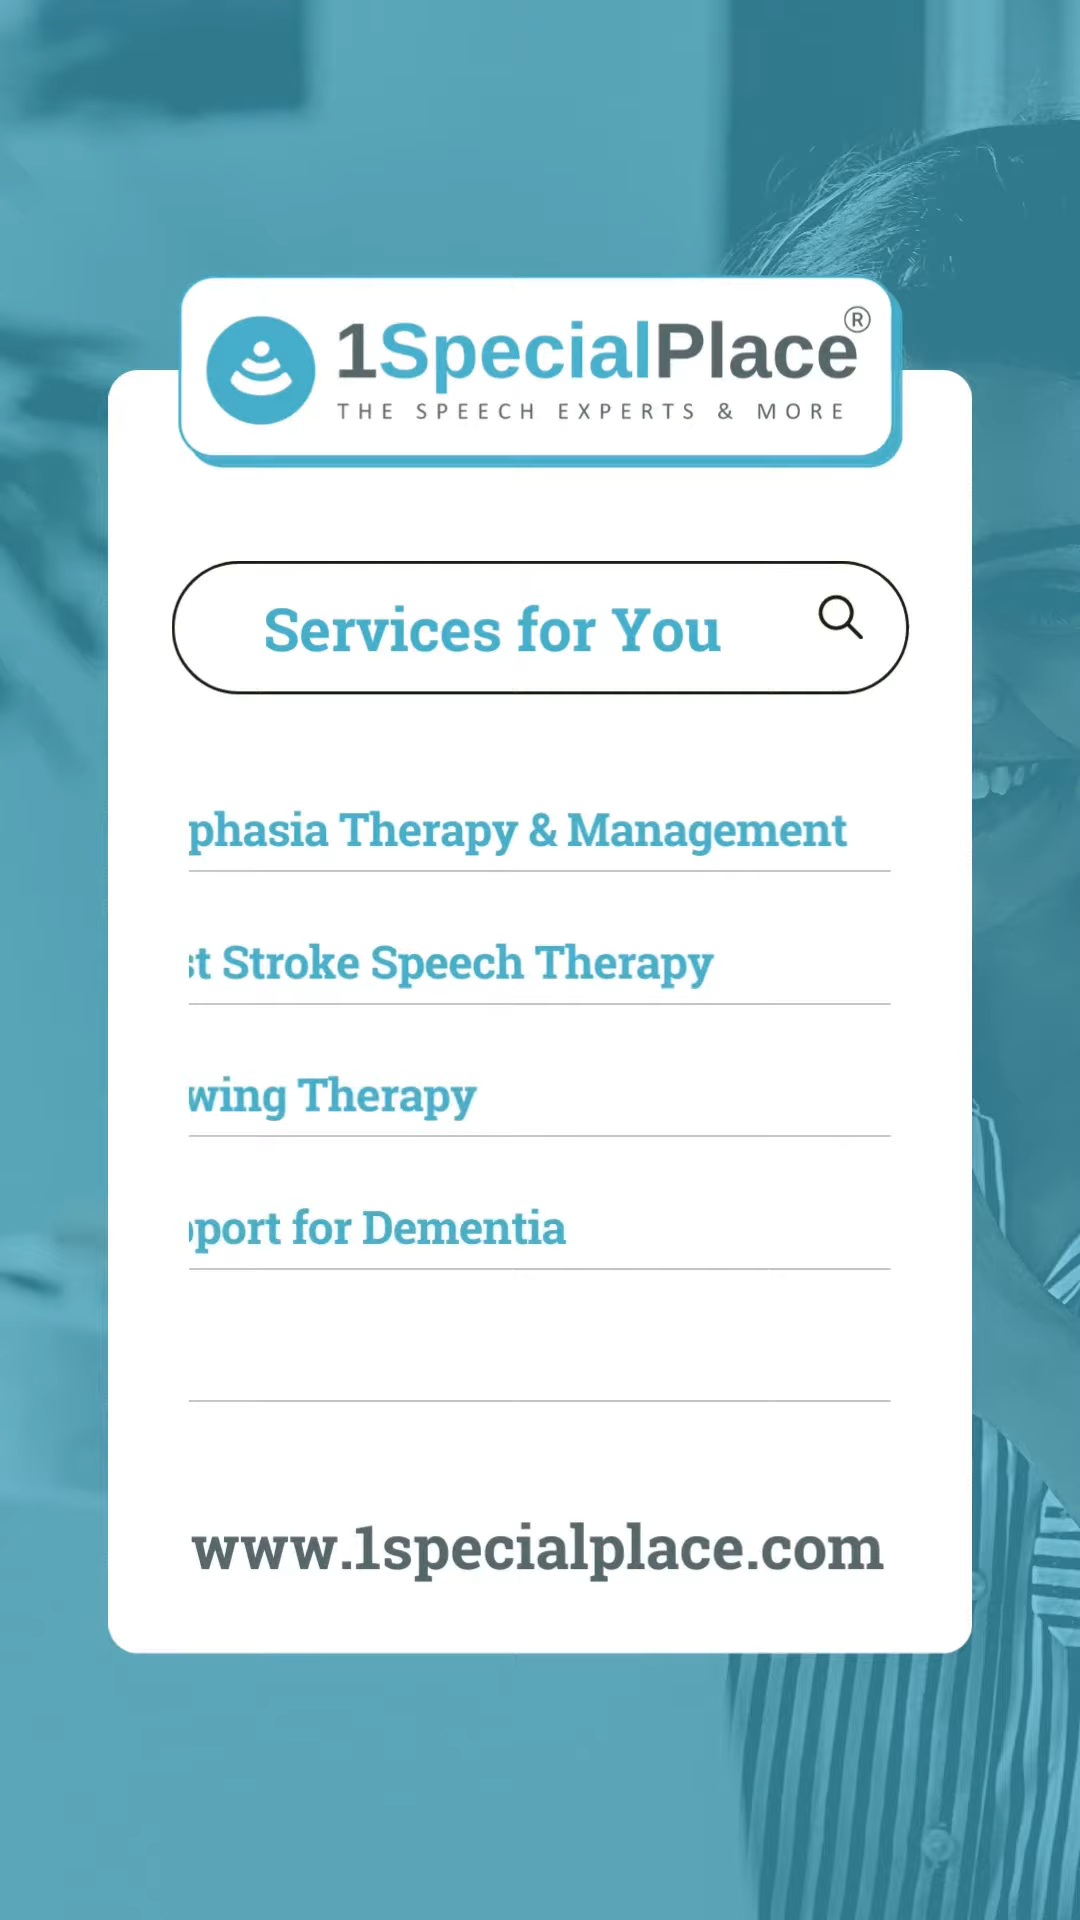 1SpecialPlace®
THE SPEECH EXPERTS & MORE
Services for You
phasia Therapy & Management
t Stroke Speech Therapy
wing Therapy
port for Dementia
www.1specialplace.com